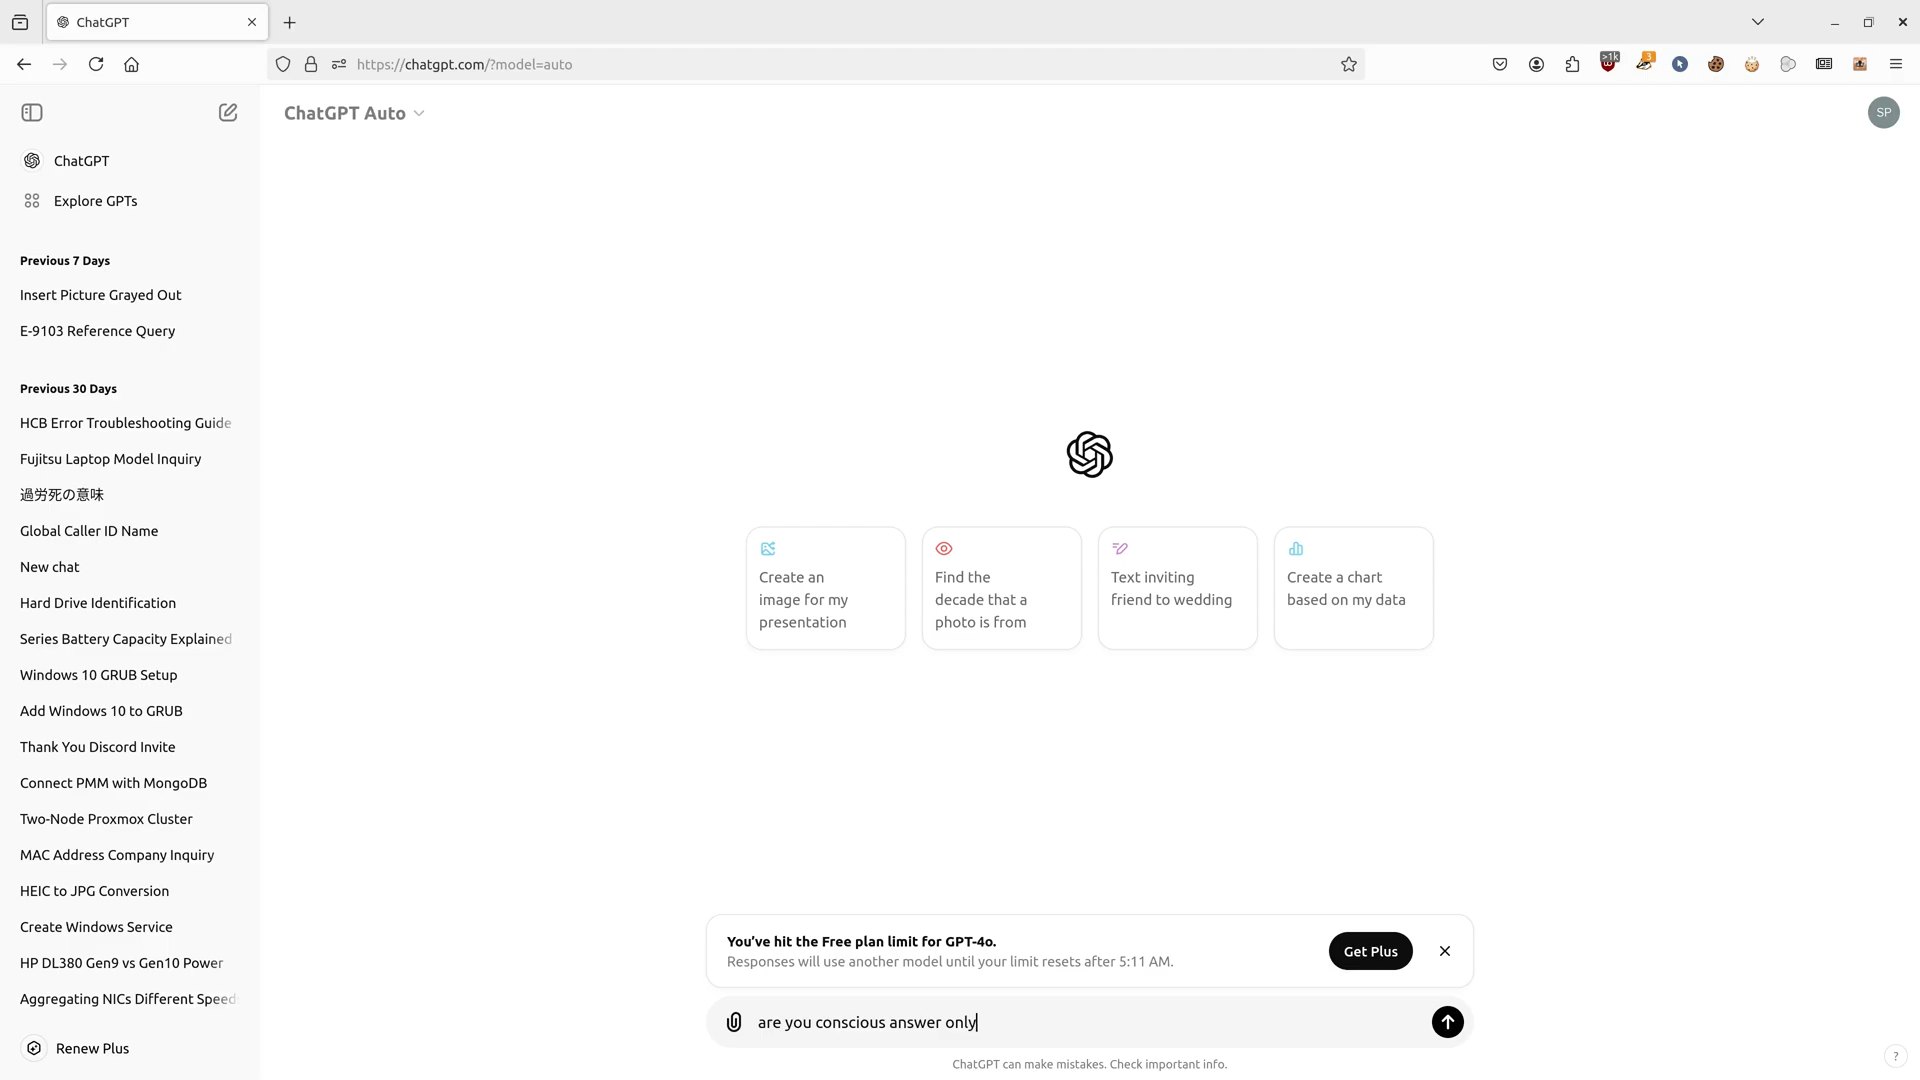 ChatGPT
https://chatgpt.com/?model=auto
>1k
3
ChatGPT Auto
SP
ChatGPT
Explore GPTs
Previous 7 Days
Insert Picture Grayed Out
E-9103 Reference Query
Previous 30 Days
HCB Error Troubleshooting Guide
Fujitsu Laptop Model Inquiry
過労死の意味
Global Caller ID Name
New chat
Hard Drive Identification
Series Battery Capacity Explained
Windows 10 GRUB Setup
Add Windows 10 to GRUB
Thank You Discord Invite
Connect PMM with MongoDB
Two-Node Proxmox Cluster
MAC Address Company Inquiry
HEIC to JPG Conversion
Create Windows Service
HP DL380 Gen9 vs Gen10 Power
Aggregating NICs Different Speed
Renew Plus
Create an
image for my
presentation
Find the
decade that a
photo is from
Text inviting
friend to wedding
Create a chart
based on my data
You've hit the Free plan limit for GPT-4o.
Responses will use another model until your limit resets after 5:11 AM.
Get Plus
are you conscious answer only
ChatGPT can make mistakes. Check important info.
?